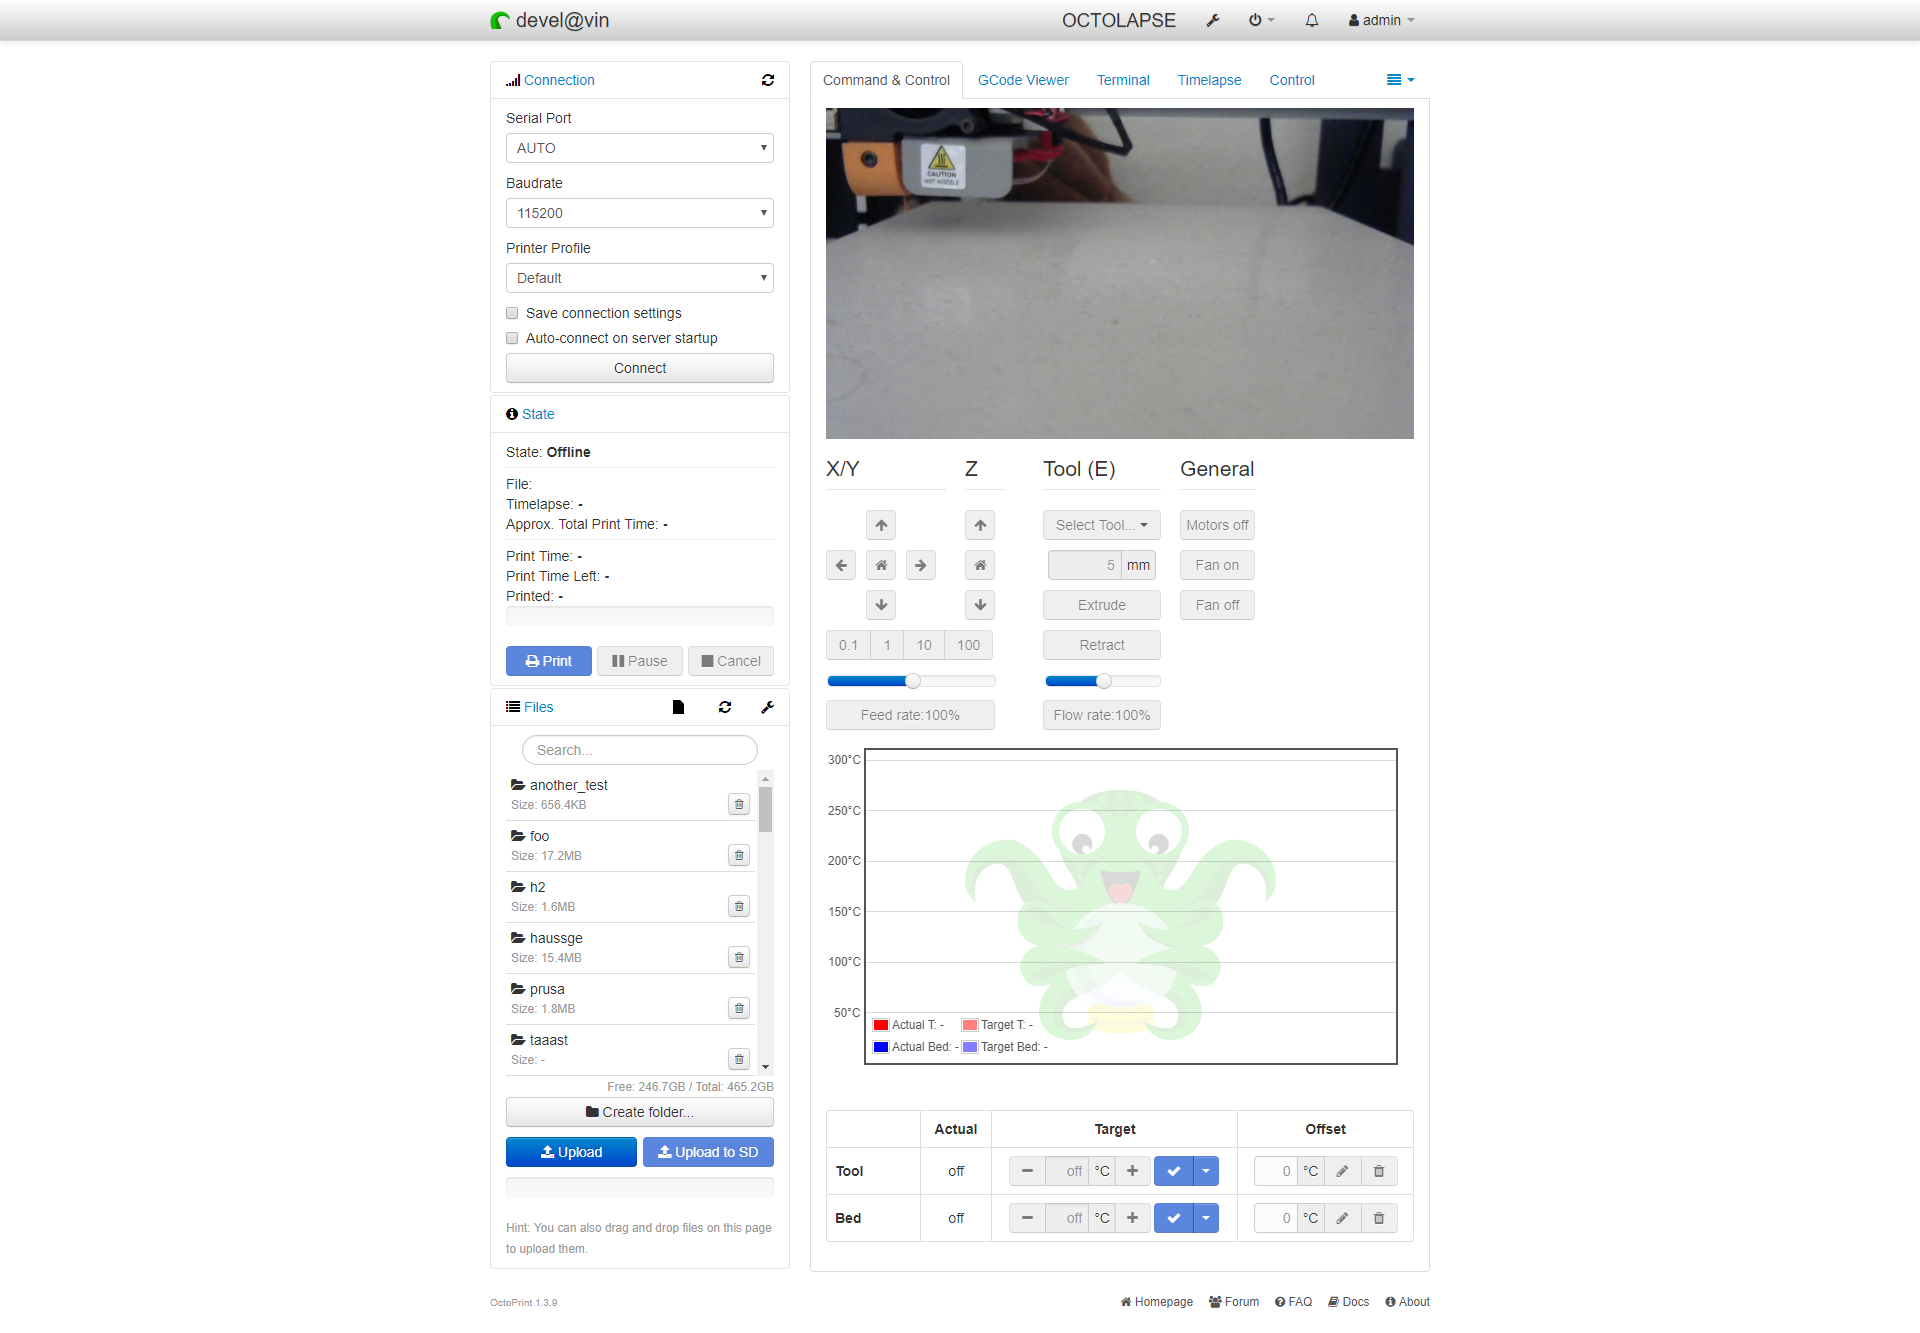 devel@vin
OCTOLAPSE
admin
Connection
Serial Port
AUTO
Baudrate
115200
Printer Profile
Default
Save connection settings
Auto-connect on server startup
Connect
State
State: Offline
File:
Timelapse: -
Approx. Total Print Time: -
Print Time: -
Print Time Left: -
Printed: -
Print
Pause
Cancel
Files
Search...
another_test
Size: 656.4KB
foo
Size: 17.2MB
h2
Size: 1.6MB
haussge
Size: 15.4MB
prusa
Size: 1.8MB
taaast
Size: -
Free: 246.7GB / Total: 465.2GB
Create folder...
Upload
Upload to SD
Hint: You can also drag and drop files on this page
to upload them.
Command & Control
GCode Viewer
Terminal
Timelapse
Control
CAUTION
HOT NOZZLE
X/Y
Z
Tool (E)
General
Select Tool...
Motors off
5 mm
Fan on
Extrude
Fan off
0.1 1 10 100
Retract
Feed rate:100%
Flow rate:100%
300°C
250°C
200°C
150°C
100°C
50°C
Actual T: -
Target T: -
Actual Bed: -
Target Bed: -
Actual Target Offset
Tool off off °C 0 °C
Bed off off °C 0 °C
OctoPrint 1.3.9
Homepage Forum FAQ Docs About